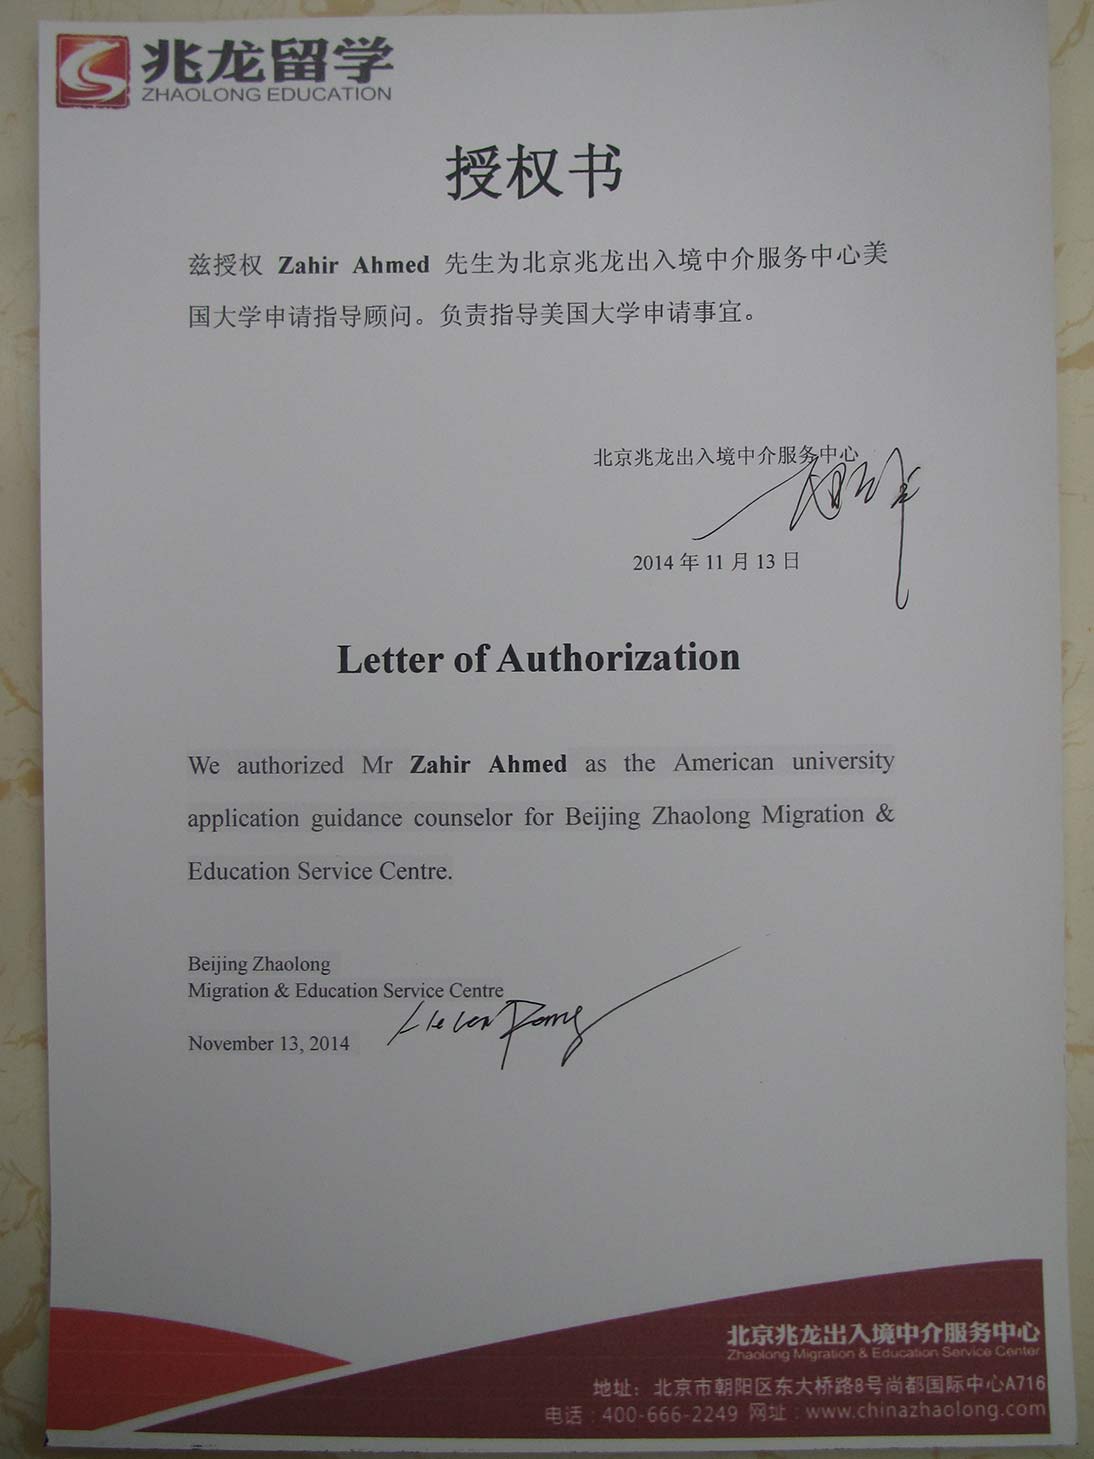 兆龙留学
ZHAOLONG EDUCATION
授权书
兹授权 Zahir Ahmed 先生为北京兆龙出入境中介服务中心美
国大学申请指导顾问。负责指导美国大学申请事宜。
北京兆龙出入境中介服务中心
2014 年 11 月 13 日
Letter of Authorization
We authorized Mr Zahir Ahmed as the American university
application guidance counselor for Beijing Zhaolong Migration &
Education Service Centre.
Beijing Zhaolong
Migration & Education Service Centre
November 13, 2014
北京兆龙出入境中介服务中心
Zhaolong Migration & Education Service Center
地址：北京市朝阳区东大桥路8号尚都国际中心A716
电话：400-666-2249 网址：www.chinazhaolong.com